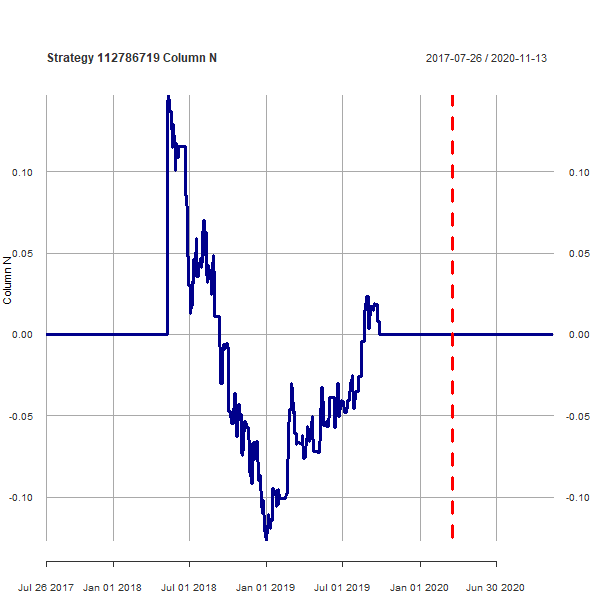 Strategy 112786719 Column N
2017-07-26 / 2020-11-13
0.10
0.10
0.05
0.05
Column N
0.00
0.00
-0.05
-0.05
-0.10
-0.10
Jul 26 2017
Jan 01 2018
Jul 01 2018
Jan 01 2019
Jul 01 2019
Jan 01 2020
Jun 30 2020